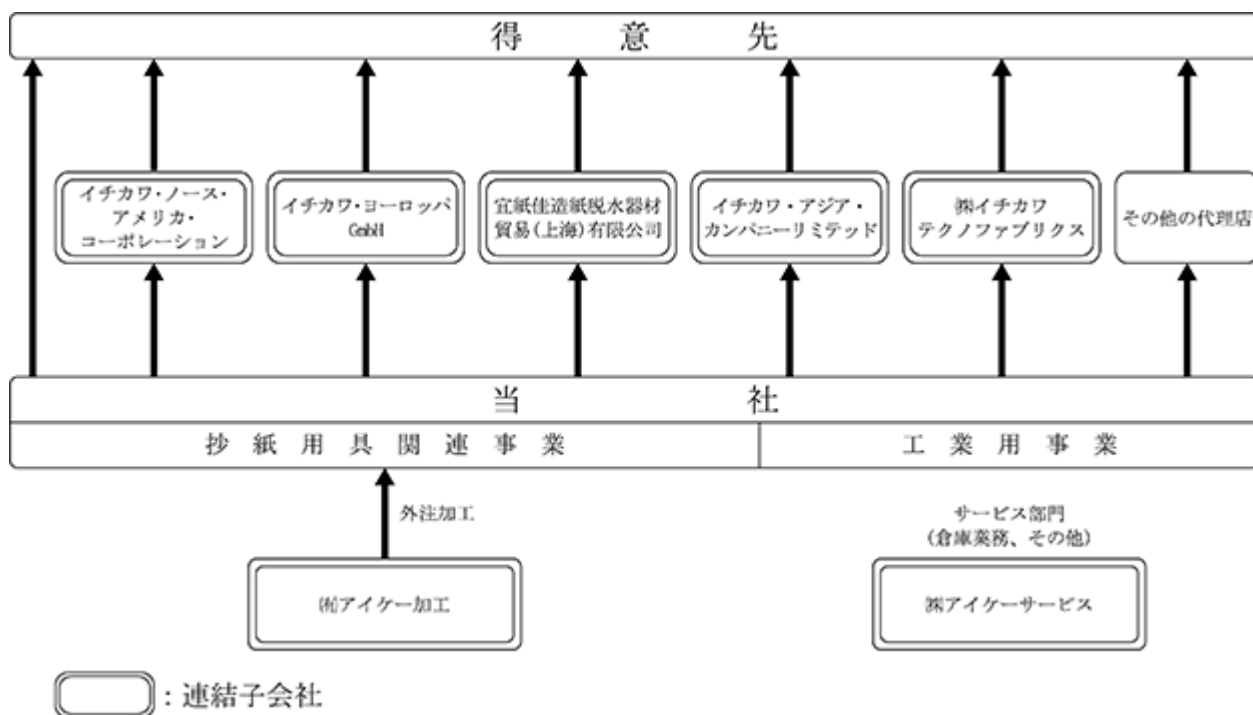 得意先
イチカワ・ノース・
アメリカ・
コーポレーション
イチカワ・ヨーロッパ
GmbH
宜紙佳造紙脱水器材
貿易(上海)有限公司
イチカワ・アジア・
カンパニーリミテッド
㈱イチカワ
テクノファブリクス
その他の代理店
当社
抄紙用具関連事業
工業用事業
外注加工
サービス部門
(倉庫業務、その他)
㈲アイケー加工
㈱アイケーサービス
:連結子会社